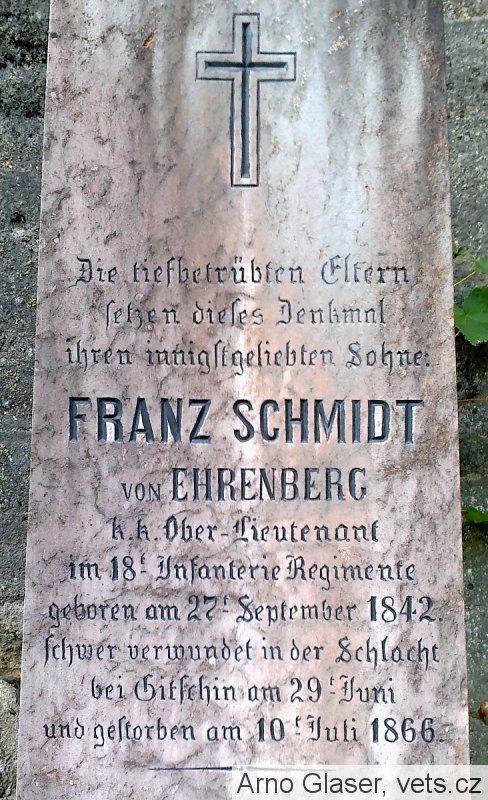 Die tiefbetrübten Eltern
setzen dieses Denkmal
ihren innigstgeliebten Sohne:
FRANZ SCHMIDT
VON EHRENBERG
k. k. Ober-Lieutenant
im 18t Infanterie Regimente
geboren am 27t September 1842.
schwer verwundet in der Schlacht
bei Gitschin am 29t Juni
und gestorben am 10t Juli 1866.
Arno Glaser, vets.cz